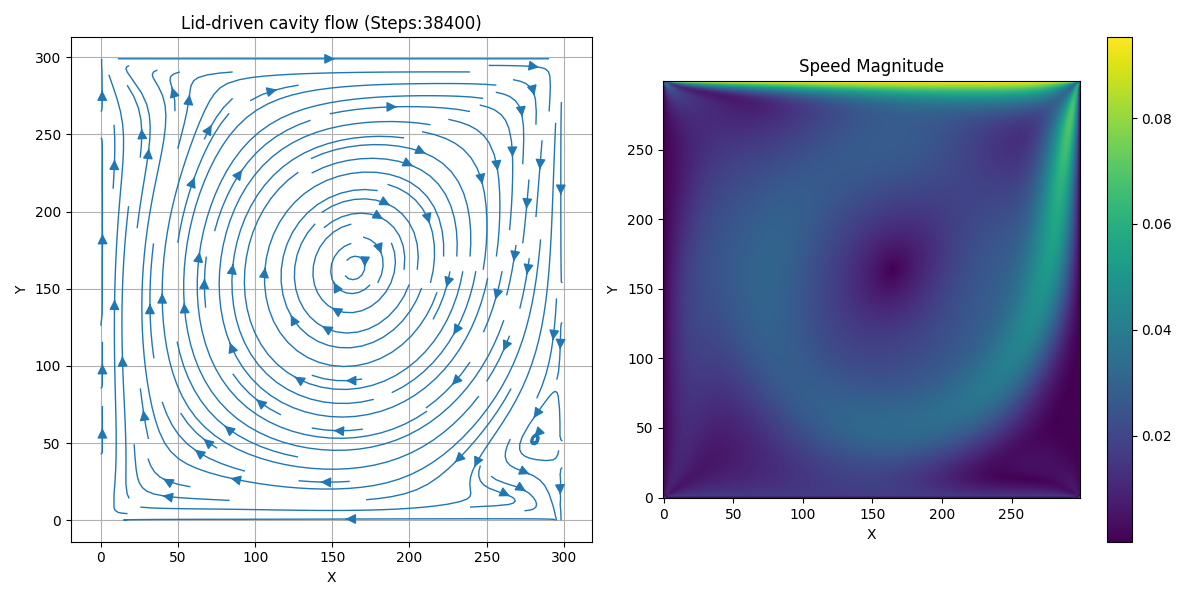 Lid-driven cavity flow (Steps:38400)
300
250
200
150
100
50
0
Y
0 50 100 150 200 250 300
X
Speed Magnitude
250
200
150
100
50
0
Y
0 50 100 150 200 250
X
0.08
0.06
0.04
0.02